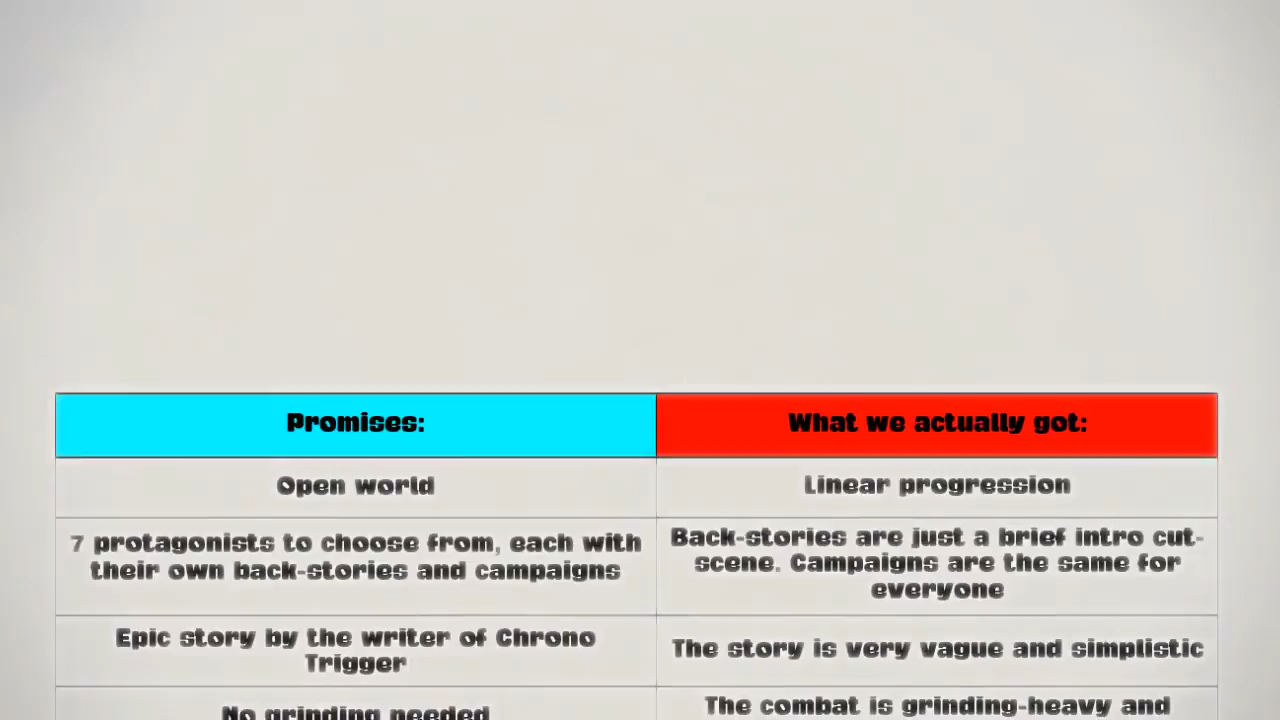 Promises:
What we actually got:
Open world
Linear progression
7 protagonists to choose from, each with
their own back-stories and campaigns
Back-stories are just a brief intro cut-
scene. Campaigns are the same for
everyone
Epic story by the writer of Chrono
Trigger
The story is very vague and simplistic
No grinding needed
The combat is grinding-heavy and